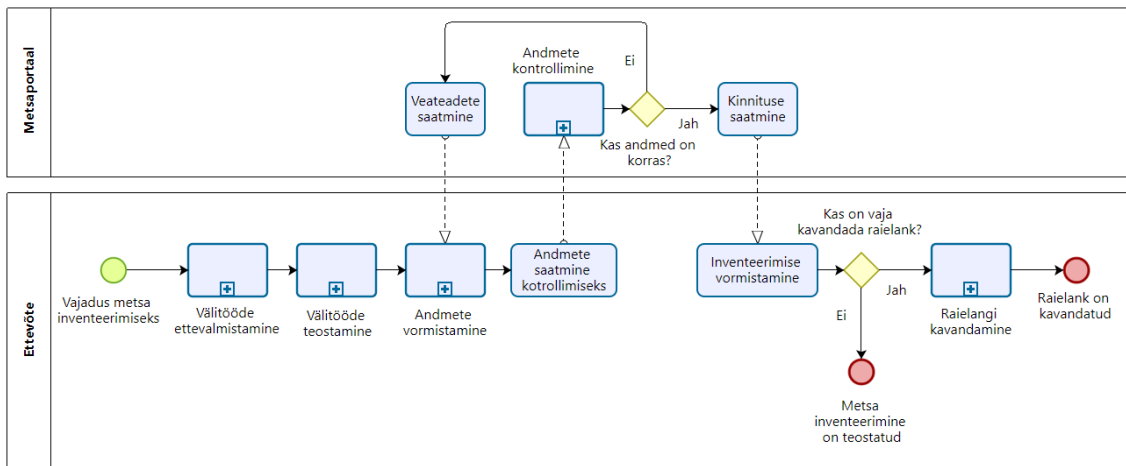 Metsaportaal
Andmete
kontrollimine
Ei
Veateadete
saatmine
Jah
Kinnituse
saatmine
Kas andmed on
korras?
Ettevõte
Vajadus metsa
inventeerimiseks
Välitööde
ettevalmistamine
Välitööde
teostamine
Andmete
vormistamine
Andmete
saatmine
kotrollimiseks
Inventeerimise
vormistamine
Kas on vaja
kavandada raielank?
Jah
Ei
Raielangi
kavandamine
Raielank on
kavandatud
Metsa
inventeerimine
on teostatud